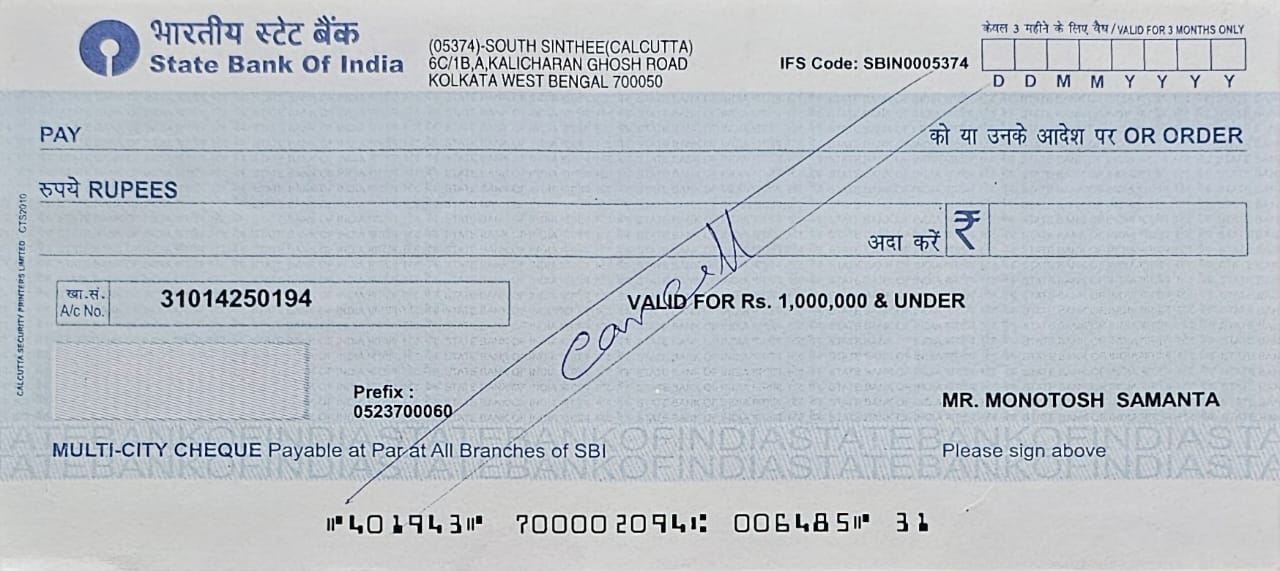 भारतीय स्टेट बैंक
State Bank Of India
(05374)-SOUTH SINTHEE(CALCUTTA)
6C/1B,A,KALICHARAN GHOSH ROAD
KOLKATA WEST BENGAL 700050
IFS Code: SBIN0005374
केवल 3 महीने के लिए वैध / VALID FOR 3 MONTHS ONLY
D D M M Y Y Y Y
PAY
को या उनके आदेश पर OR ORDER
रुपये RUPEES
अदा करें ₹
खा.सं.
A/c No.
31014250194
Cancell
VALID FOR Rs. 1,000,000 & UNDER
CALCUTTA SECURITY PRINTERS LIMITED CTS2010
Prefix :
0523700060
MR. MONOTOSH SAMANTA
MULTI-CITY CHEQUE Payable at Par at All Branches of SBI
Please sign above
STATEBANKOFINDIASTATEBANKOFINDIASTATEBANKOFINDIASTA
⑈401943⑈ 700002094⑆ 006485⑈ 31